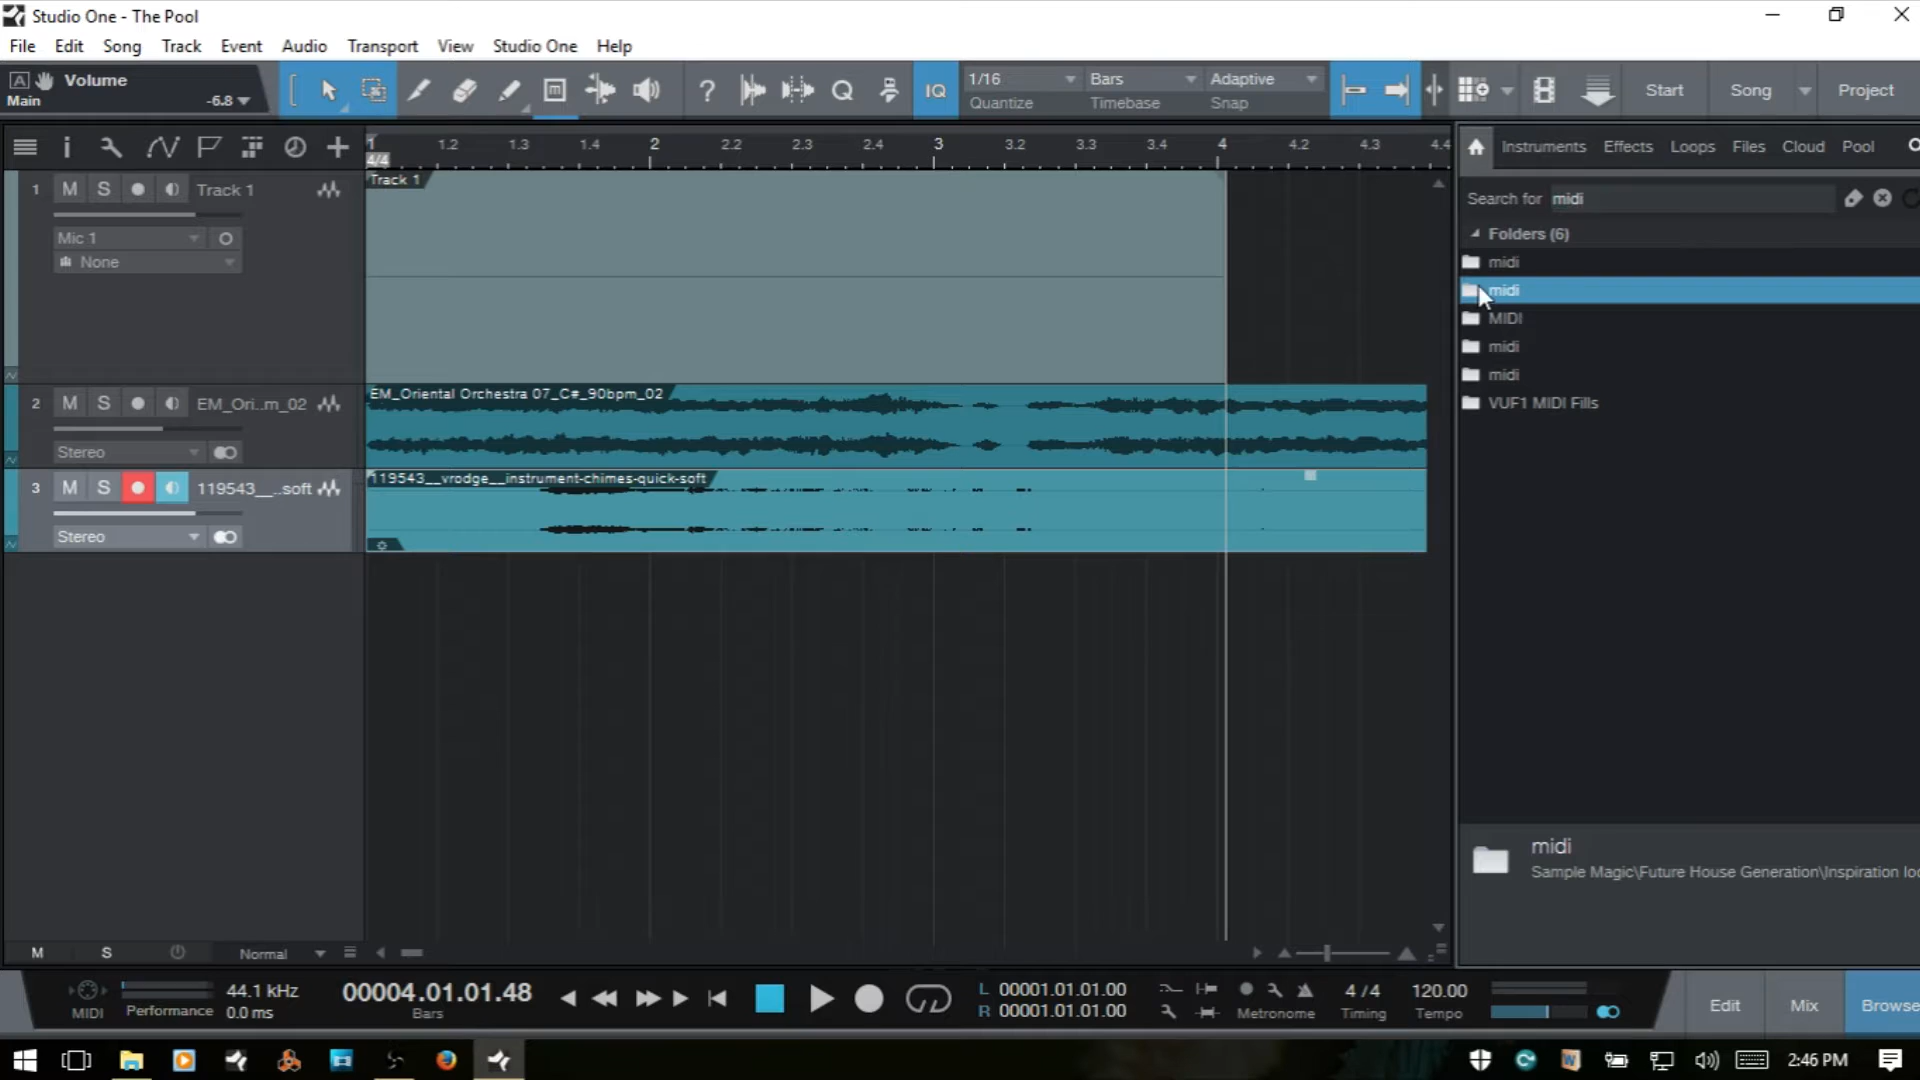 Studio One - The Pool
File Edit Song Track Event Audio Transport View Studio One Help
A Volume
Main -6.8
1/16 Bars Adaptive
Quantize Timebase Snap
IQ
Start Song Project
1 1.2 1.3 1.4 2 2.2 2.3 2.4 3 3.2 3.3 3.4 4 4.2 4.3 4.4
4/4
Instruments Effects Loops Files Cloud Pool
1 M S Track 1
Track 1
Mic 1
None
Search for midi
Folders (6)
midi
midi
MIDI
midi
midi
VUF1 MIDI Fills
2 M S EM_Ori..m_02
EM_Oriental Orchestra 07_C#_90bpm_02
Stereo
3 M S 119543__..soft
119543__vrodge__instrument-chimes-quick-soft
Stereo
midi
Sample Magic\Future House Generation\Inspiration loo
M S Normal
MIDI
Performance
44.1 kHz
0.0 ms
00004.01.01.48
Bars
L 00001.01.01.00
R 00001.01.01.00
Metronome
4 / 4
Timing
120.00
Tempo
Edit Mix Browse
2:46 PM